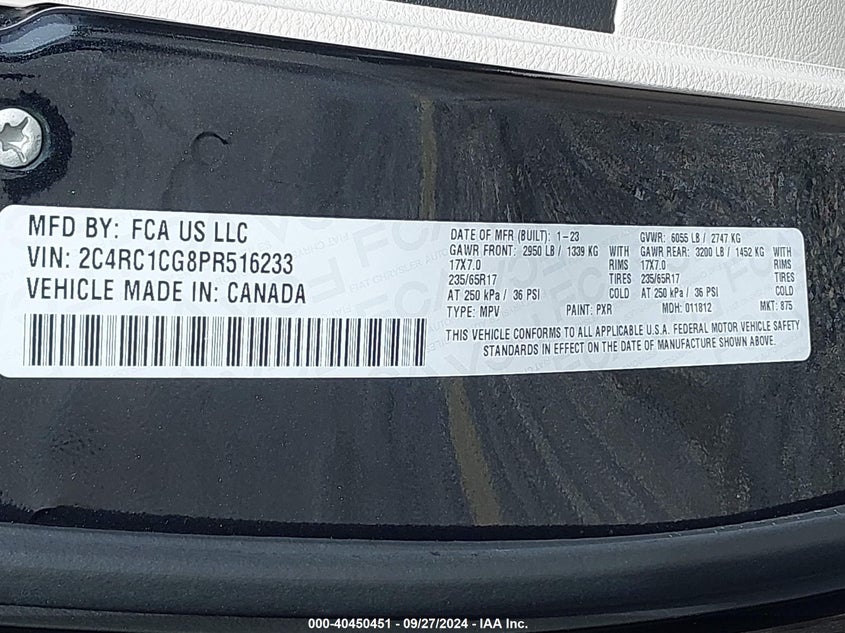 MFD BY: FCA US LLC
VIN: 2C4RC1CG8PR516233
VEHICLE MADE IN: CANADA
DATE OF MFR (BUILT): 1-23 GVWR: 6055 LB / 2747 KG
GAWR FRONT: 2950 LB / 1339 KG WITH GAWR REAR: 3200 LB / 1452 KG WITH
17X7.0 RIMS 17X7.0 RIMS
235/65R17 TIRES 235/65R17 TIRES
AT 250 kPa / 36 PSI COLD AT 250 kPa / 36 PSI COLD
TYPE: MPV PAINT: PXR MOH: 011812 MKT: 875
THIS VEHICLE CONFORMS TO ALL APPLICABLE U.S.A. FEDERAL MOTOR VEHICLE SAFETY
STANDARDS IN EFFECT ON THE DATE OF MANUFACTURE SHOWN ABOVE.
000-40450451 - 09/27/2024 - IAA Inc.